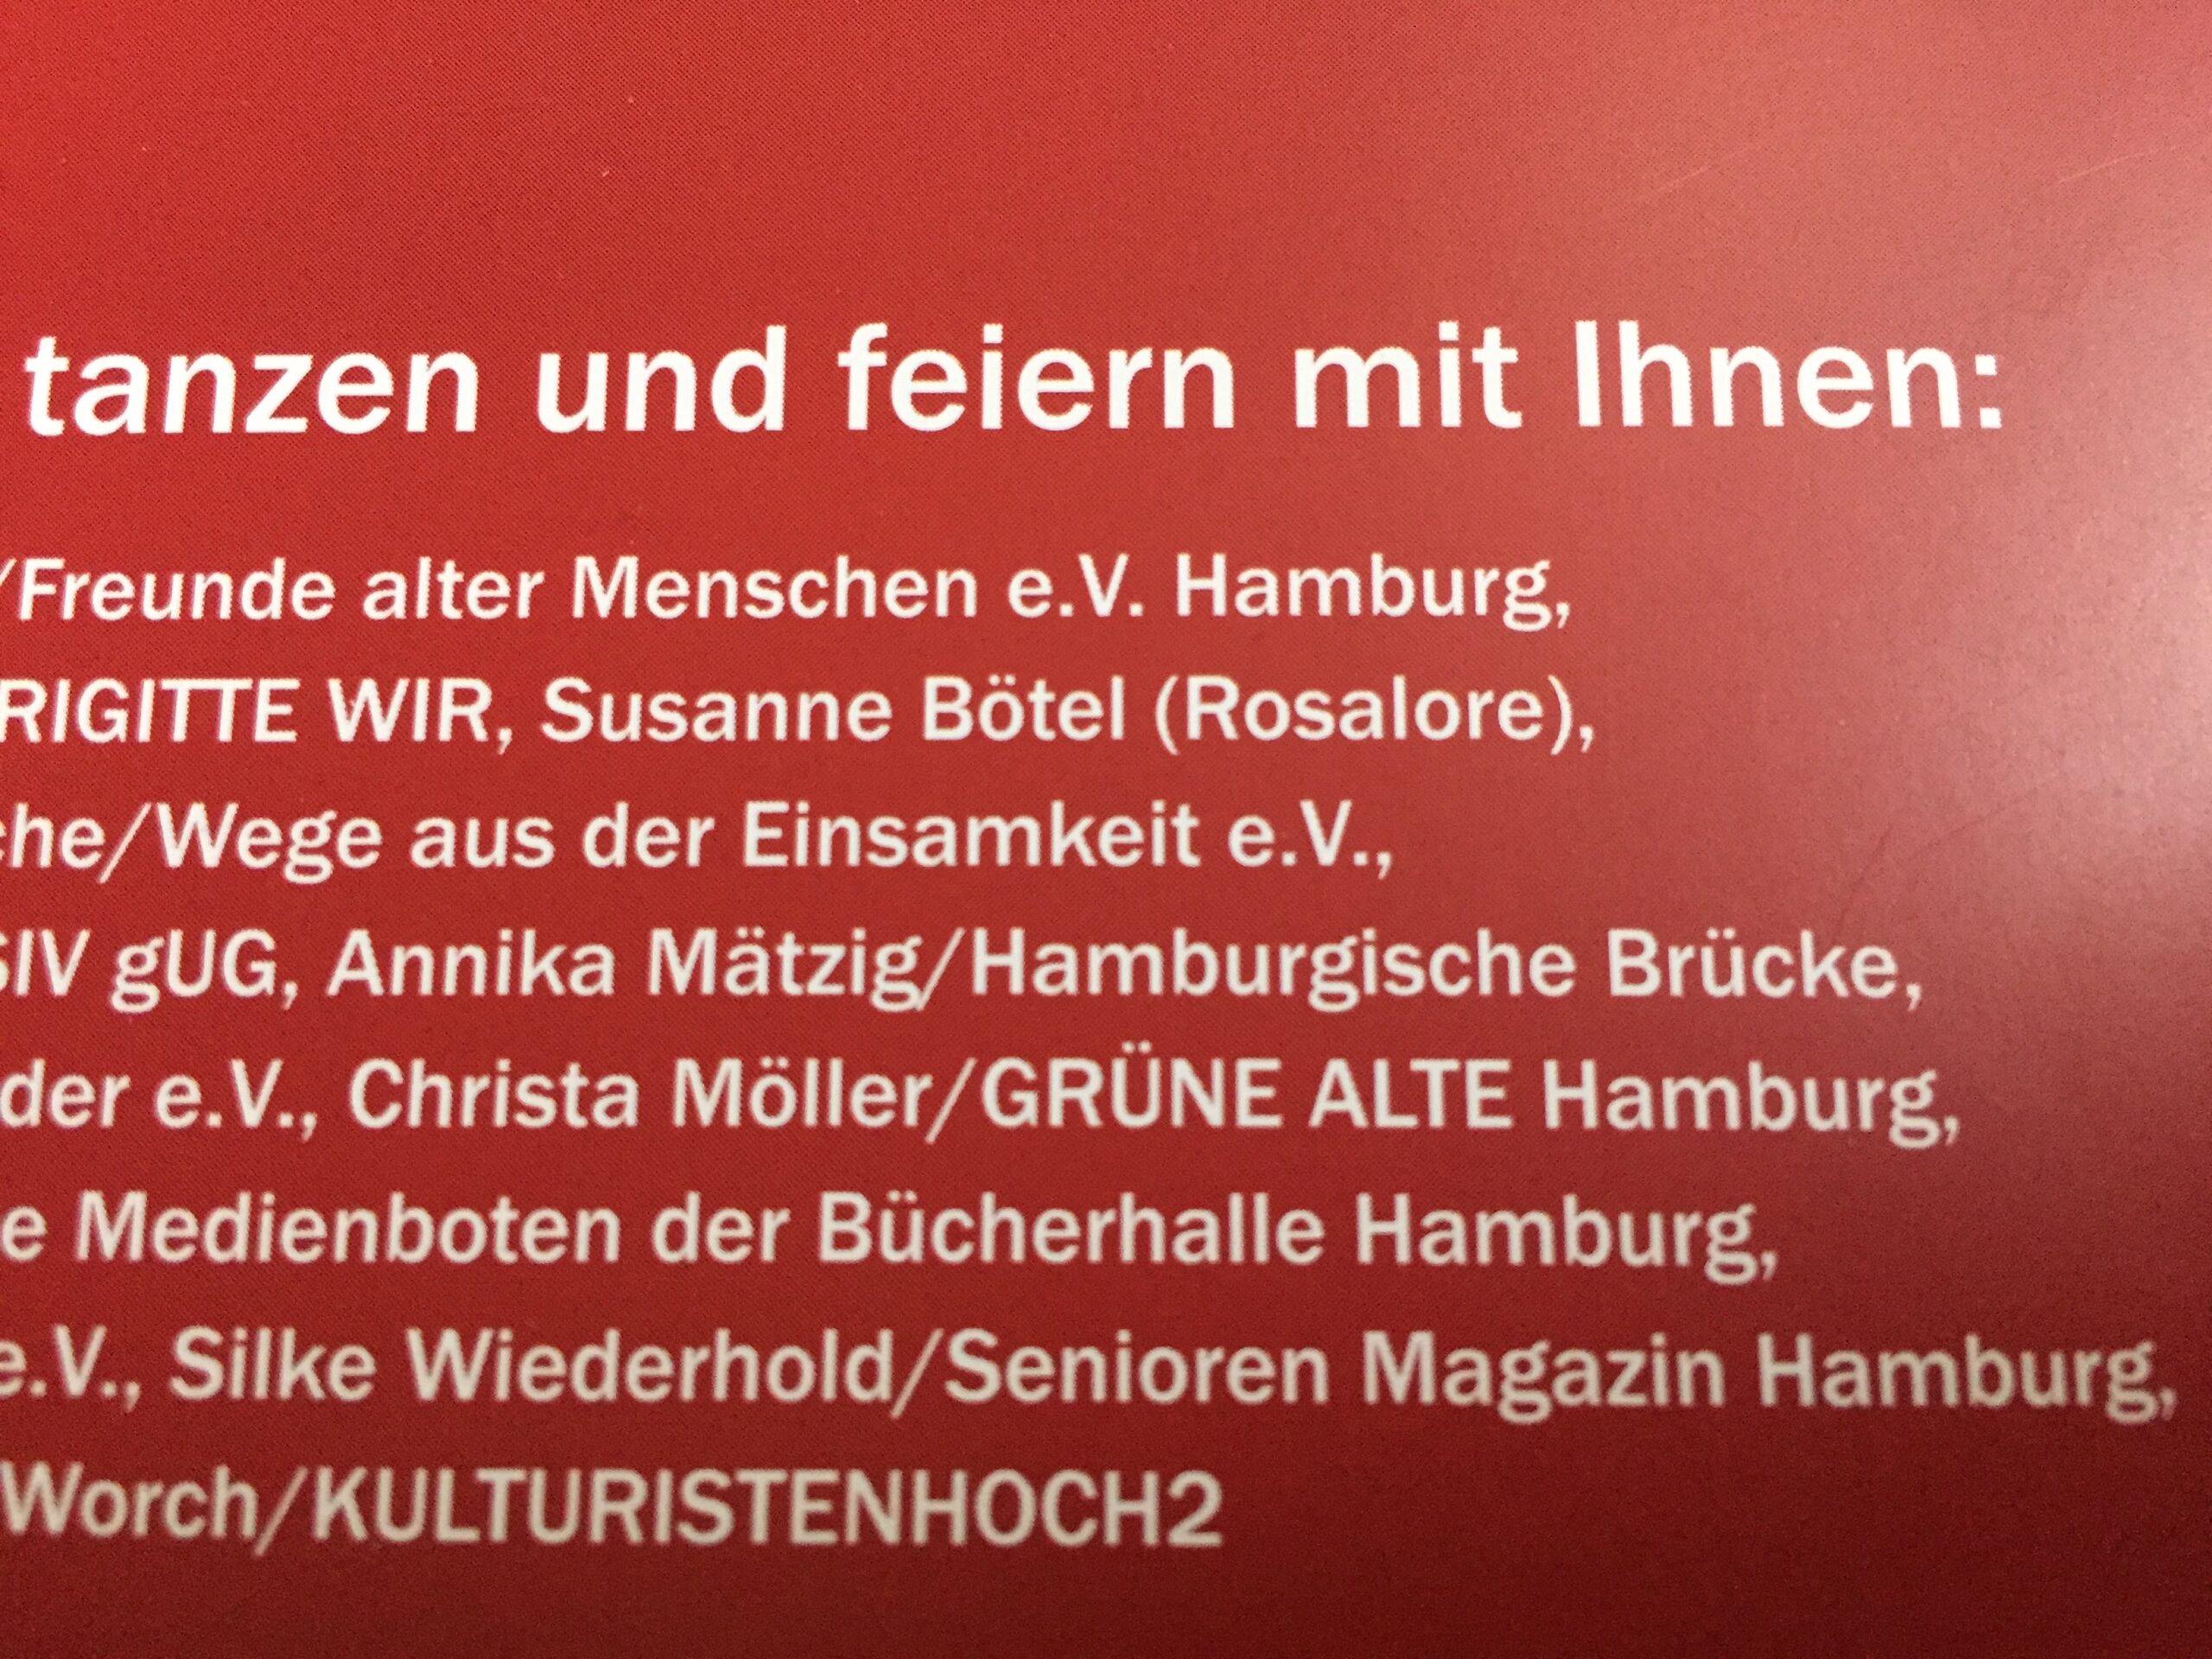 tanzen und feiern mit Ihnen:
/Freunde alter Menschen e.V. Hamburg,
RIGITTE WIR, Susanne Bötel (Rosalore),
che/Wege aus der Einsamkeit e.V.,
SIV gUG, Annika Mätzig/Hamburgische Brücke,
der e.V., Christa Möller/GRÜNE ALTE Hamburg,
e Medienboten der Bücherhalle Hamburg,
e.V., Silke Wiederhold/Senioren Magazin Hamburg,
Worch/KULTURISTENHOCH2